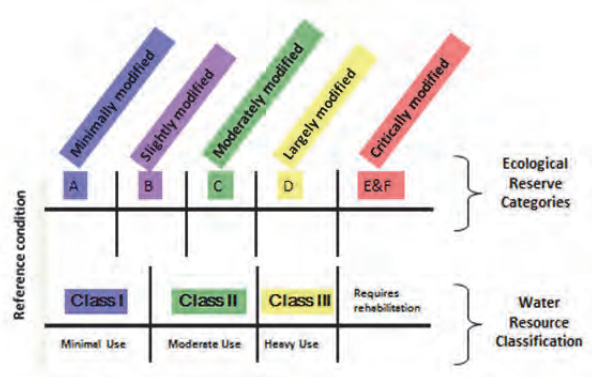 Minimally modified
Slightly modified
Moderately modified
Largely modified
Critically modified
A
B
C
D
E&F
Ecological
Reserve
Categories
Reference condition
Class I
Class II
Class III
Requires
rehabilitation
Minimal Use
Moderate Use
Heavy Use
Water
Resource
Classification